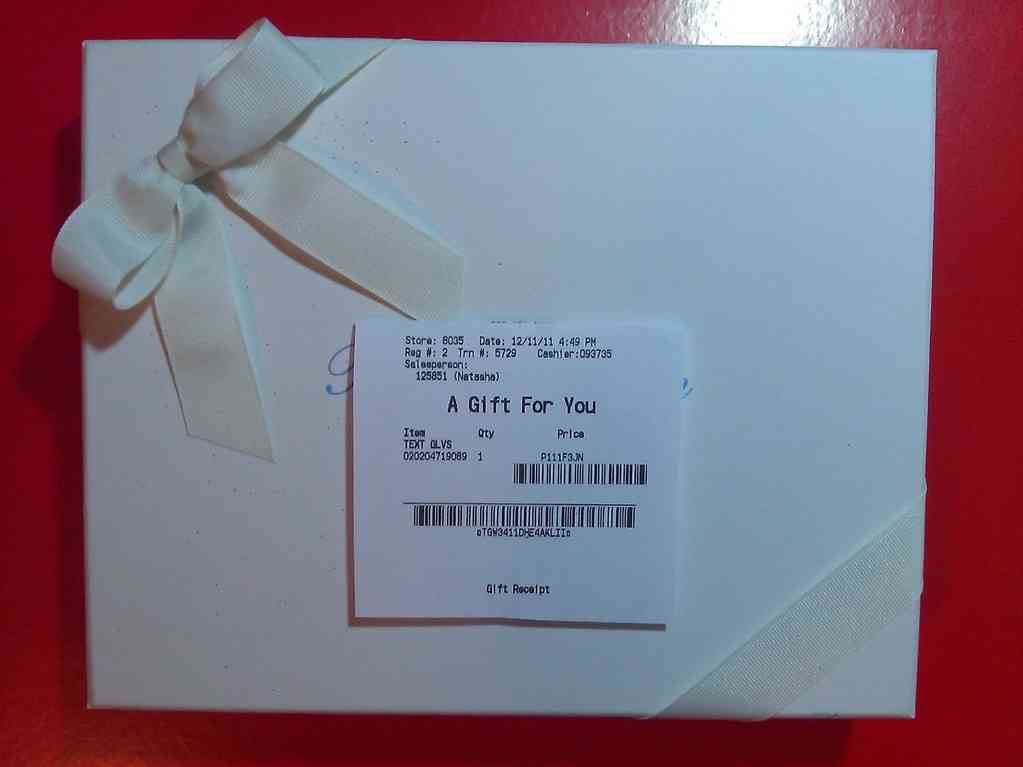 Store: 8035 Date: 12/11/11 4:49 PM
Reg #: 2 Trn #: 5729 Cashier:093735
Salesperson:
125851 (Natasha)
A Gift For You
Item Qty Price
TEXT GLVS
020204719089 1 P111F3JN
¤TGW3411DHE4AKLII¤
Gift Receipt